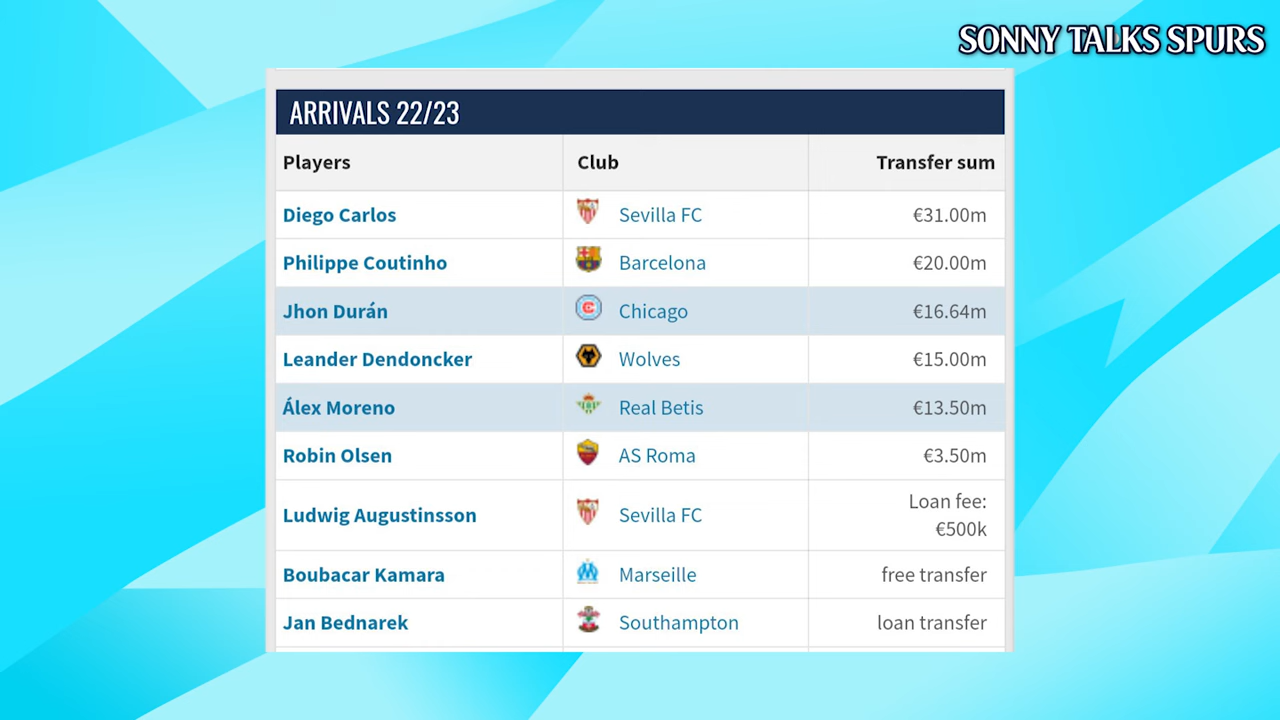 SONNY TALKS SPURS
ARRIVALS 22/23
Players Club Transfer sum
Diego Carlos Sevilla FC €31.00m
Philippe Coutinho Barcelona €20.00m
Jhon Durán Chicago €16.64m
Leander Dendoncker Wolves €15.00m
Álex Moreno Real Betis €13.50m
Robin Olsen AS Roma €3.50m
Ludwig Augustinsson Sevilla FC Loan fee:
€500k
Boubacar Kamara Marseille free transfer
Jan Bednarek Southampton loan transfer